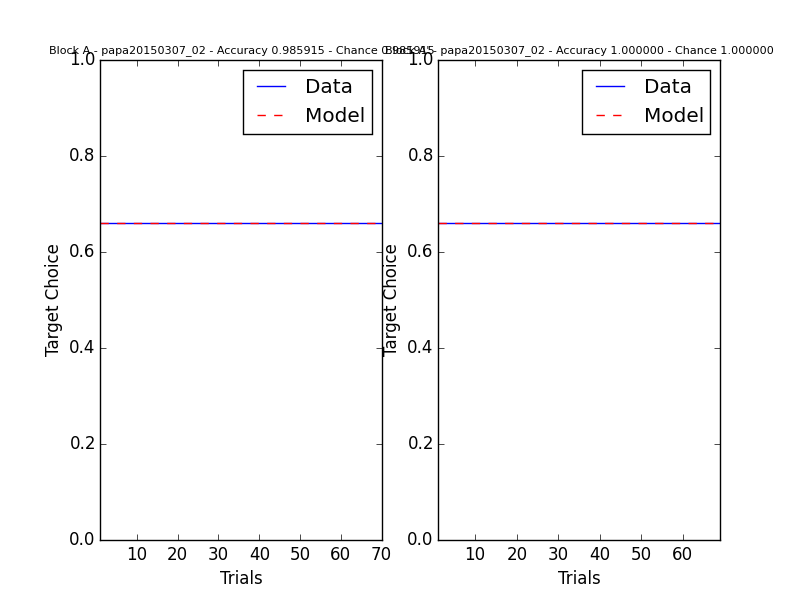 Block A - papa20150307_02 - Accuracy 0.985915 - Chance 0.985915
- papa20150307_02 - Accuracy 1.000000 - Chance 1.000000
1.0
0.8
0.6
0.4
0.2
0.0
Target Choice
10 20 30 40 50 60 70
Trials
Data
Model
1.0
0.8
0.6
0.4
0.2
0.0
Target Choice
10 20 30 40 50 60
Trials
Data
Model